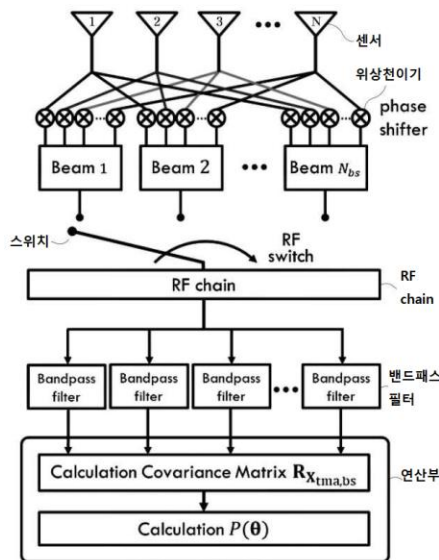 1 2 3 ••• N
센서
위상천이기
phase
shifter
Beam 1 Beam 2 ••• Beam N_bs
스위치
RF
switch
RF chain
RF
chain
Bandpass
filter
Bandpass
filter
Bandpass
filter
•••
Bandpass
filter
밴드패스
필터
Calculation Covariance Matrix R_Xtma,bs
연산부
Calculation P(θ)